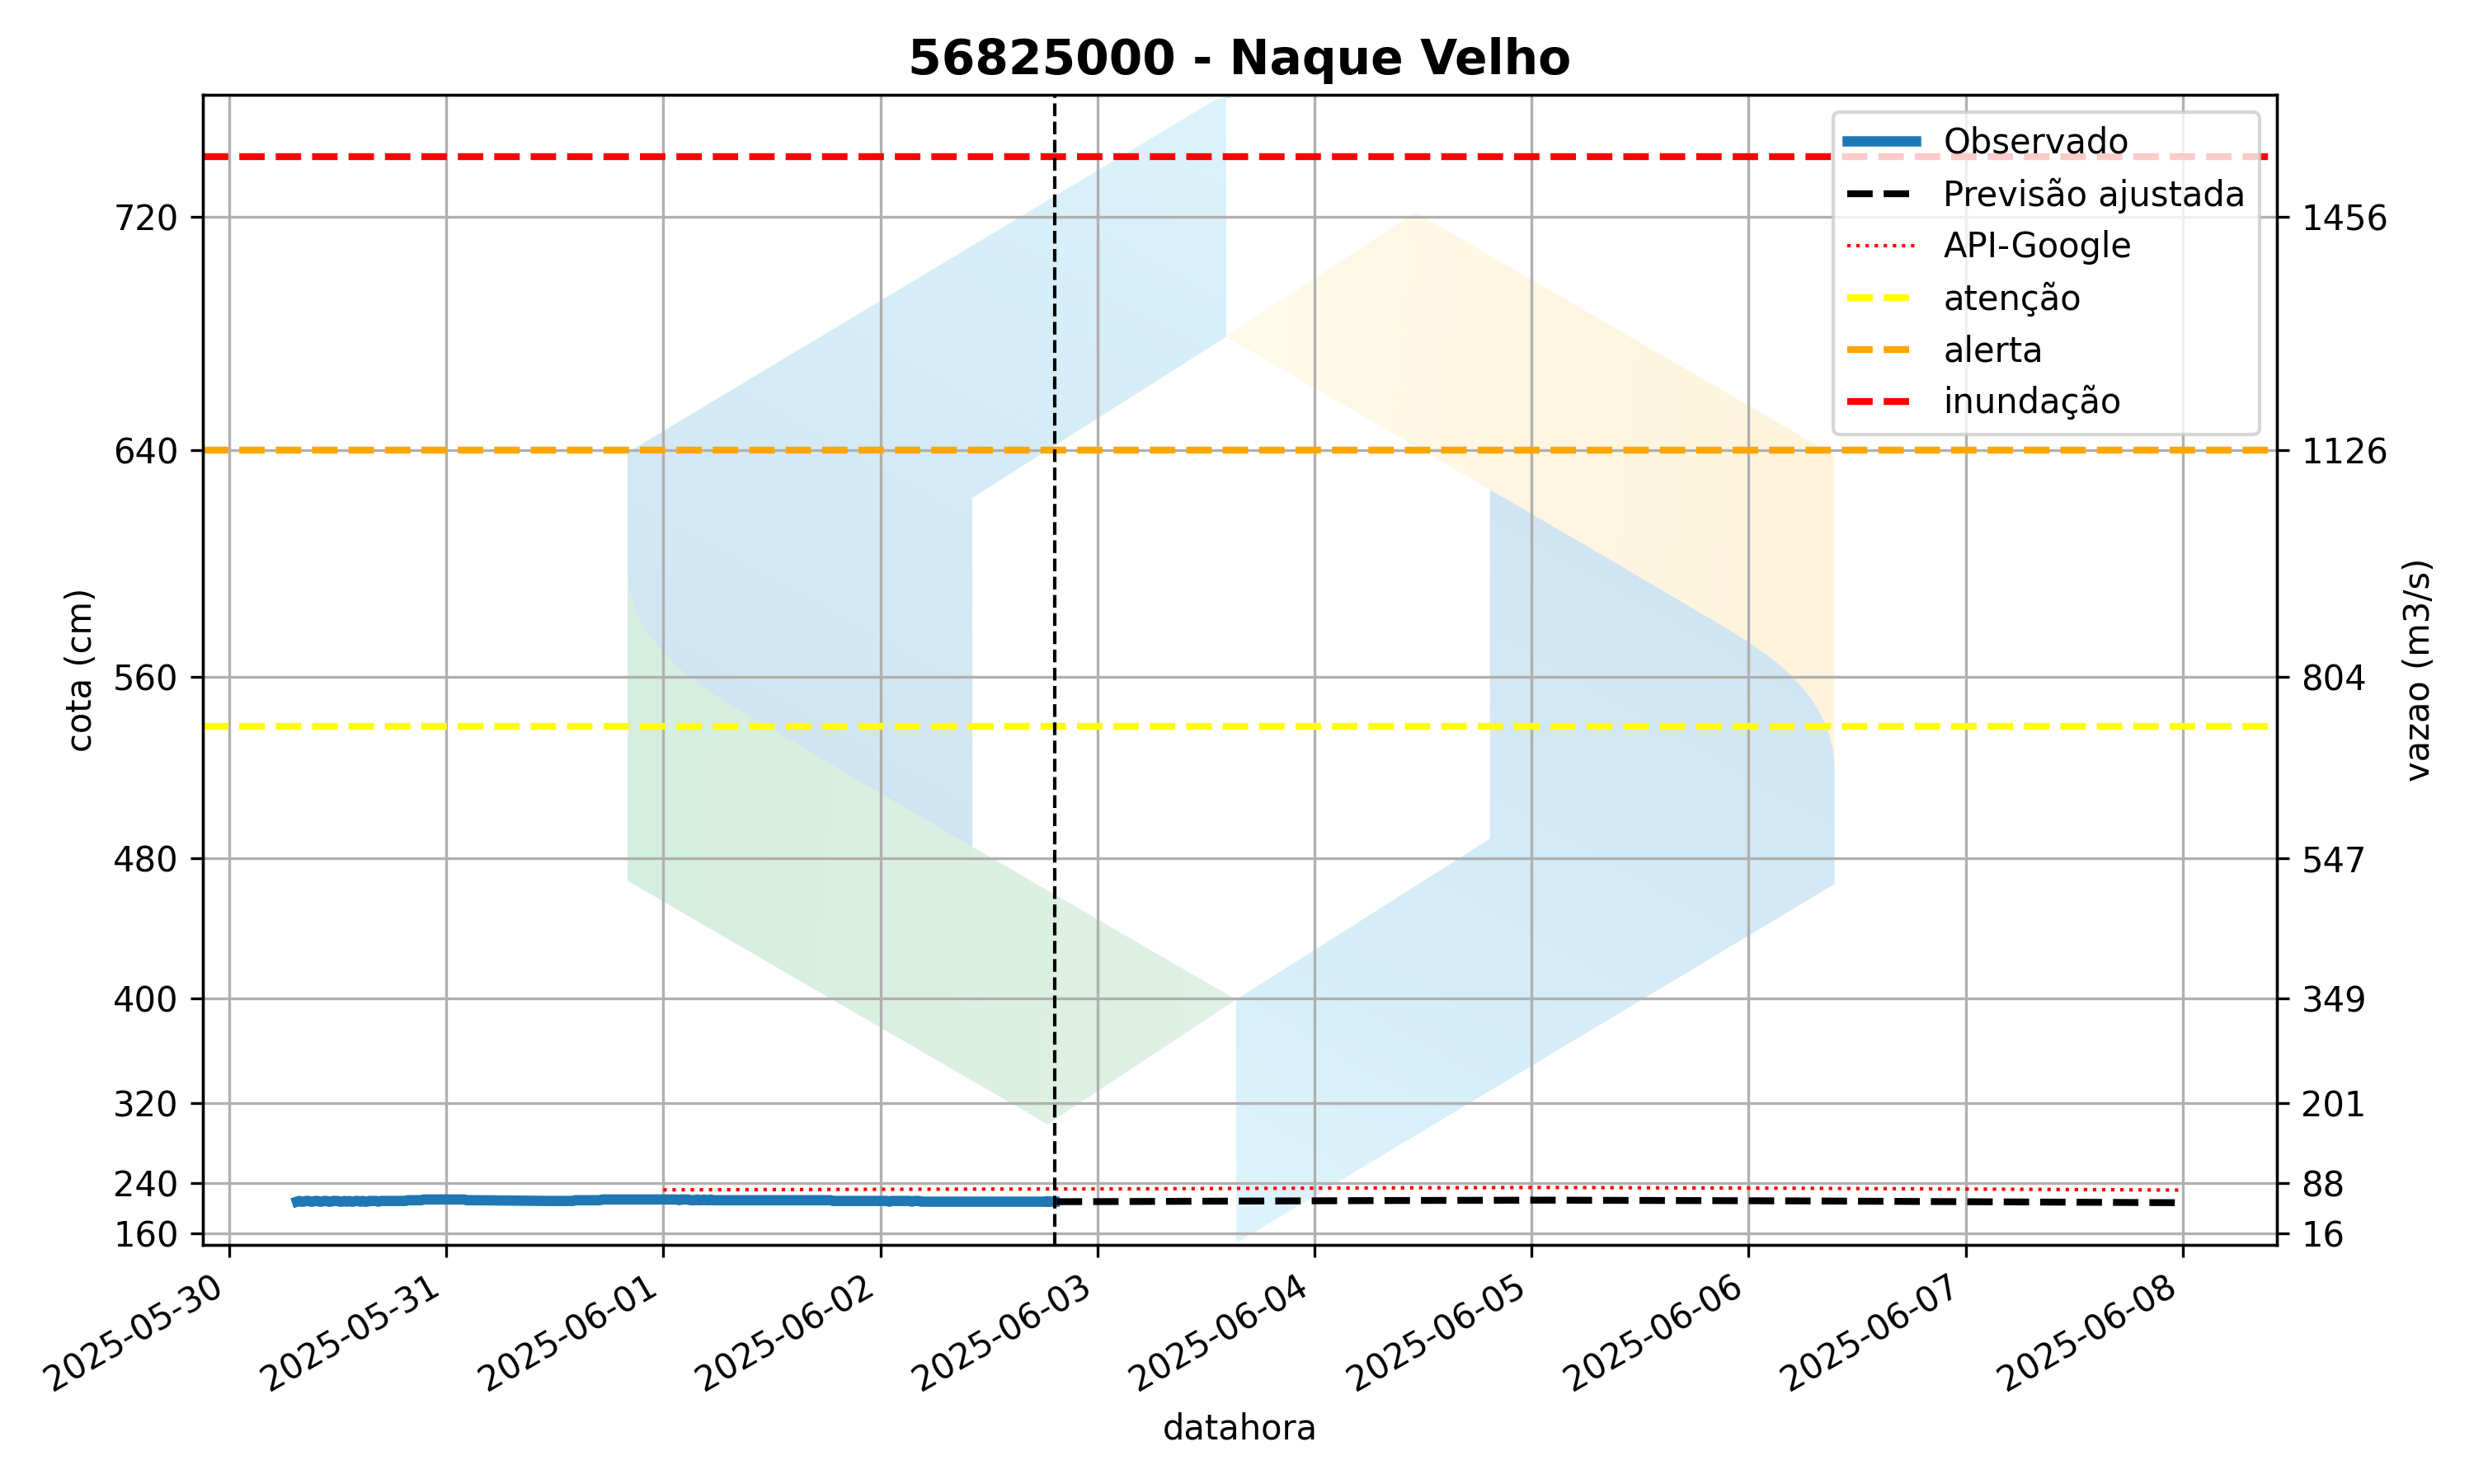 56825000 - Naque Velho
Observado
Previsão ajustada
API-Google
atenção
alerta
inundação
cota (cm)
720
640
560
480
400
320
240
160
1456
1126
804
547
349
201
88
16
vazao (m3/s)
2025-05-30
2025-05-31
2025-06-01
2025-06-02
2025-06-03
2025-06-04
2025-06-05
2025-06-06
2025-06-07
2025-06-08
datahora